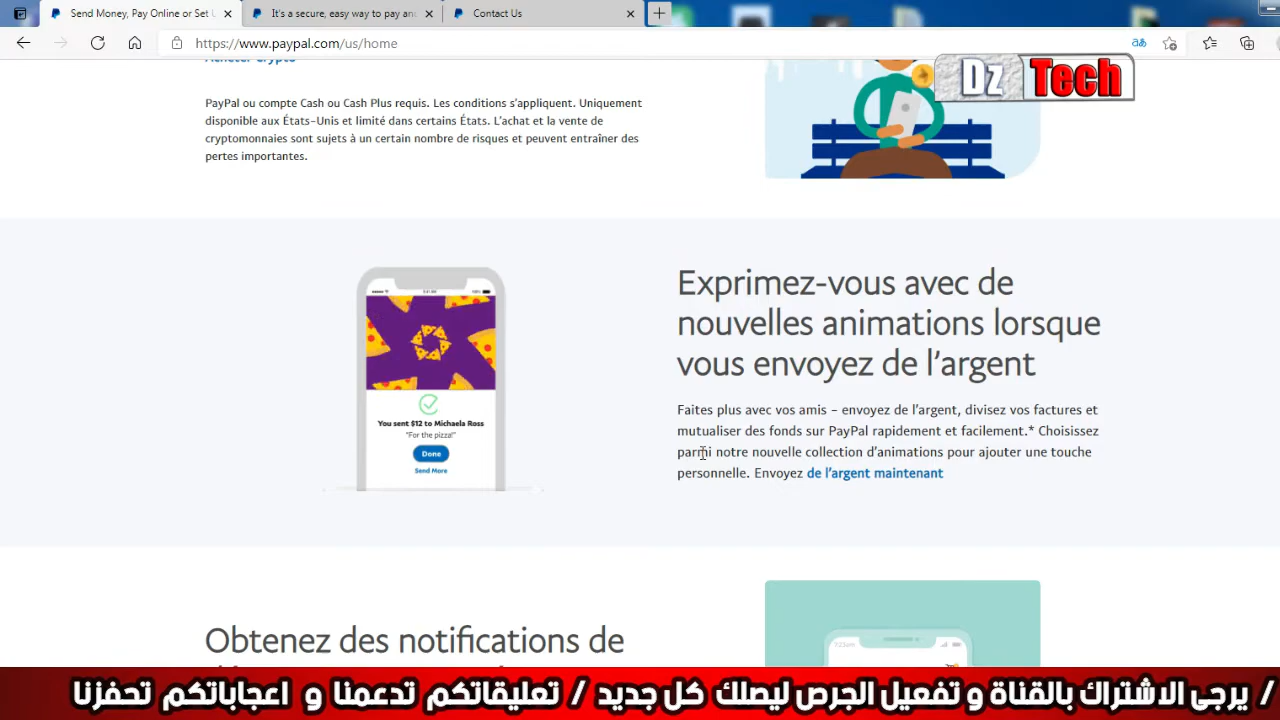 Send Money, Pay Online or Set U
It's a secure, easy way to pay and
Contact Us
https://www.paypal.com/us/home
Dz Tech
Acheter crypto
PayPal ou compte Cash ou Cash Plus requis. Les conditions s'appliquent. Uniquement
disponible aux États-Unis et limité dans certains États. L'achat et la vente de
cryptomonnaies sont sujets à un certain nombre de risques et peuvent entraîner des
pertes importantes.
You sent $12 to Michaela Ross
"For the pizza!"
Done
Send More
Exprimez-vous avec de
nouvelles animations lorsque
vous envoyez de l'argent
Faites plus avec vos amis - envoyez de l'argent, divisez vos factures et
mutualiser des fonds sur PayPal rapidement et facilement.* Choisissez
parmi notre nouvelle collection d'animations pour ajouter une touche
personnelle. Envoyez de l'argent maintenant
Obtenez des notifications de
/ يرجى الاشتراك بالقناة و تفعيل الجرس ليصلك كل جديد / تعليقاتكم تدعمنا و اعجاباتكم تحفزنا